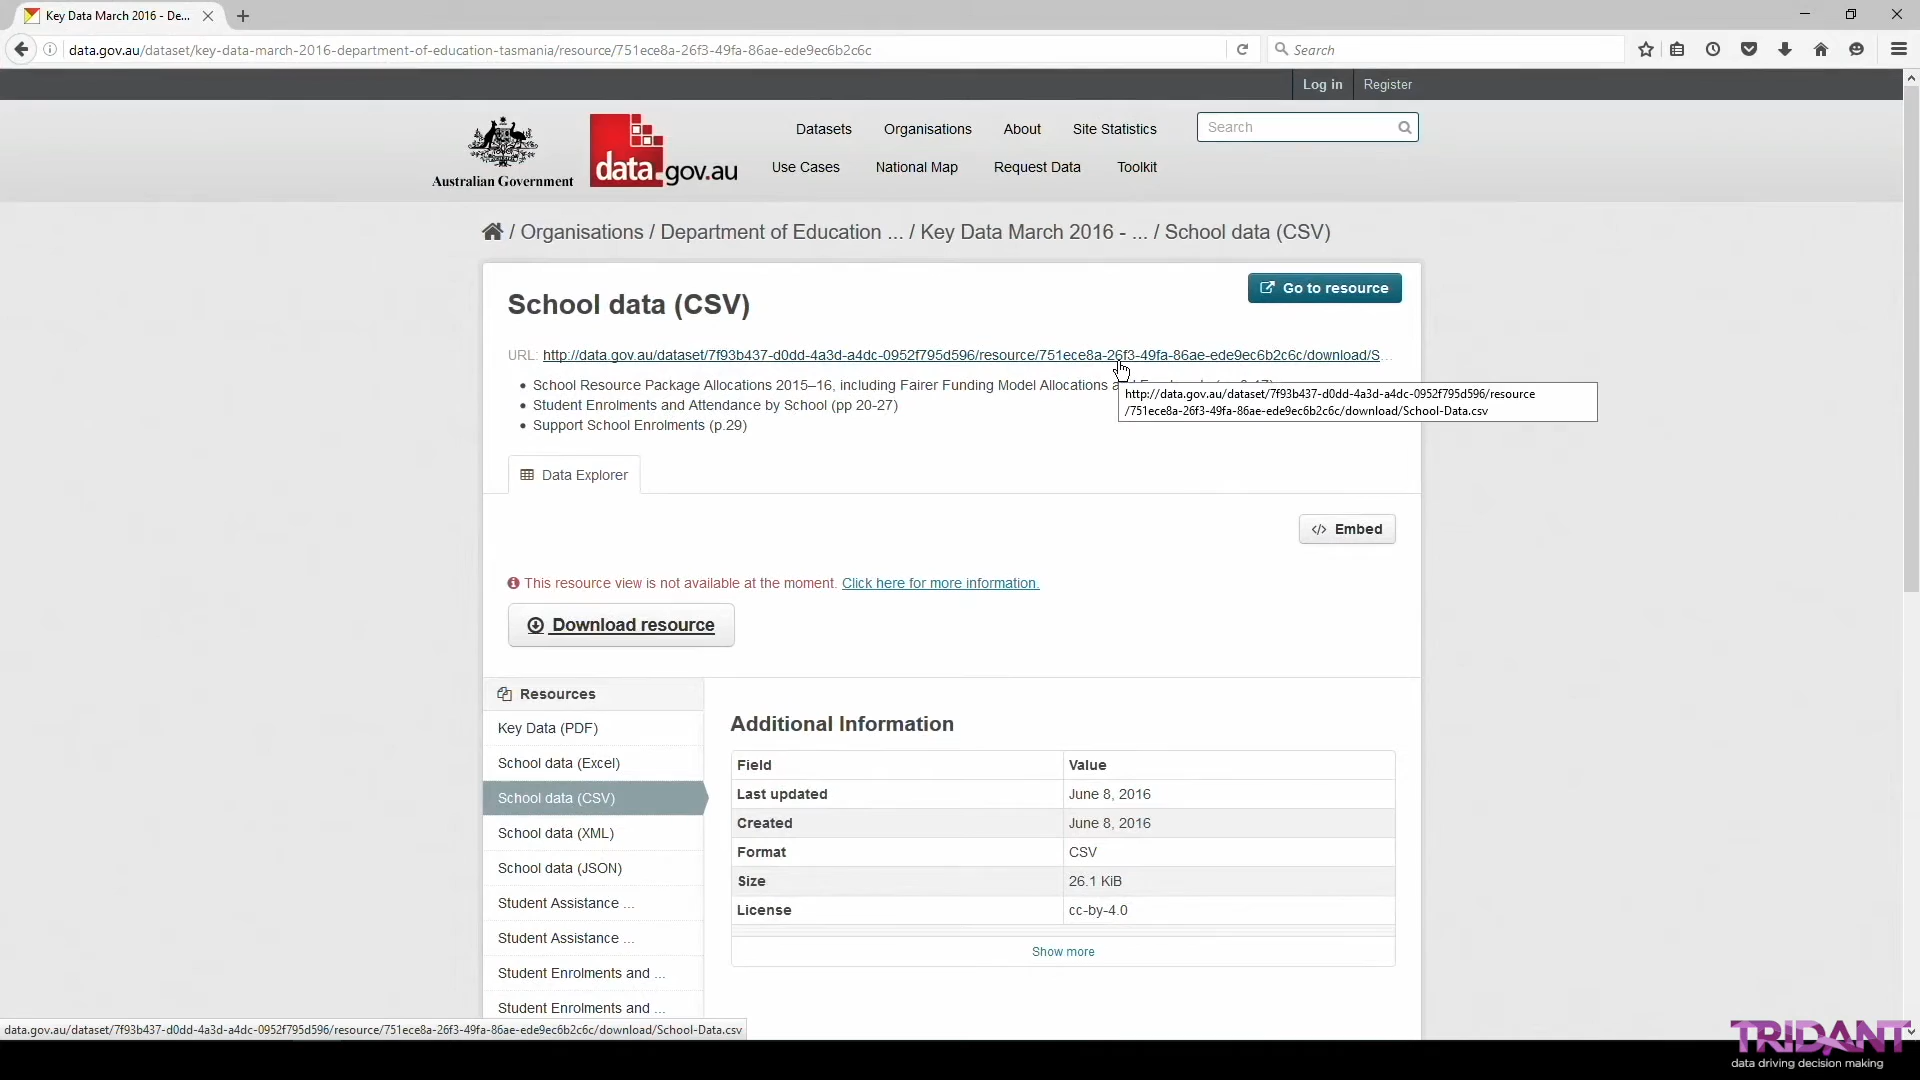 Key Data March 2016 - De...
data.gov.au/dataset/key-data-march-2016-department-of-education-tasmania/resource/751ece8a-26f3-49fa-86ae-ede9ec6b2c6c
Search
Log in
Register
Australian Government
data.gov.au
Datasets
Organisations
About
Site Statistics
Search
Use Cases
National Map
Request Data
Toolkit
/ Organisations / Department of Education ... / Key Data March 2016 - ... / School data (CSV)
Go to resource
School data (CSV)
URL: http://data.gov.au/dataset/7f93b437-d0dd-4a3d-a4dc-0952f795d596/resource/751ece8a-26f3-49fa-86ae-ede9ec6b2c6c/download/S...
• School Resource Package Allocations 2015–16, including Fairer Funding Model Allocations
http://data.gov.au/dataset/7f93b437-d0dd-4a3d-a4dc-0952f795d596/resource
/751ece8a-26f3-49fa-86ae-ede9ec6b2c6c/download/School-Data.csv
• Student Enrolments and Attendance by School (pp 20-27)
• Support School Enrolments (p.29)
Data Explorer
Embed
This resource view is not available at the moment. Click here for more information.
Download resource
Resources
Key Data (PDF)
School data (Excel)
School data (CSV)
School data (XML)
School data (JSON)
Student Assistance ...
Student Assistance ...
Student Enrolments and ...
Student Enrolments and ...
Additional Information
Field Value
Last updated June 8, 2016
Created June 8, 2016
Format CSV
Size 26.1 KiB
License cc-by-4.0
Show more
data.gov.au/dataset/7f93b437-d0dd-4a3d-a4dc-0952f795d596/resource/751ece8a-26f3-49fa-86ae-ede9ec6b2c6c/download/School-Data.csv
TRIDANT
data driving decision making